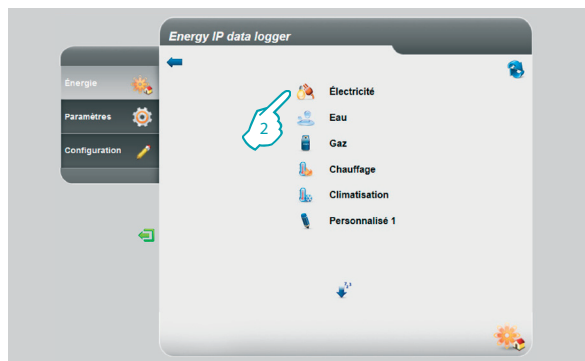 Energy IP data logger
Énergie
Paramètres
Configuration
Électricité
Eau
Gaz
Chauffage
Climatisation
Personnalisé 1
2